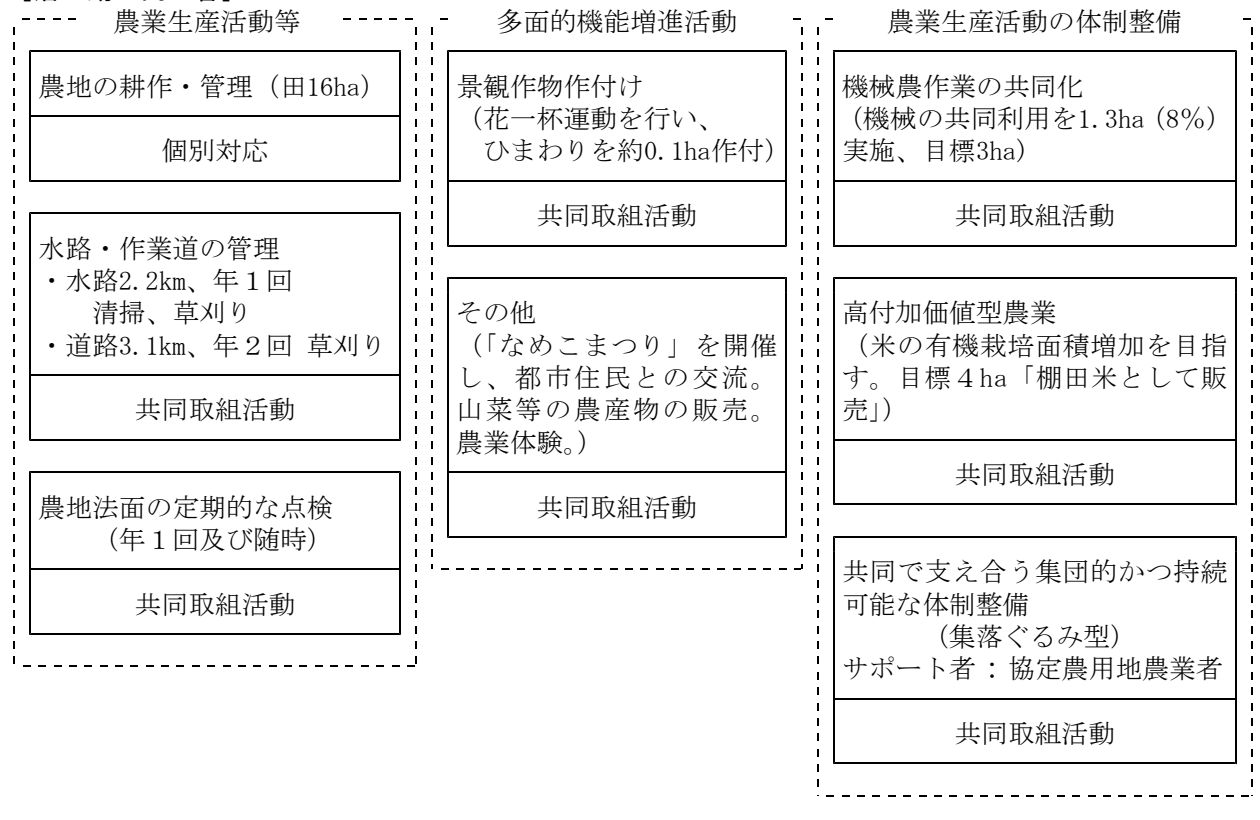 農業生産活動等
農地の耕作・管理（田16ha）
個別対応
水路・作業道の管理
・水路2.2km、年１回
清掃、草刈り
・道路3.1km、年２回 草刈り
共同取組活動
農地法面の定期的な点検
（年１回及び随時）
共同取組活動
多面的機能増進活動
景観作物作付け
（花一杯運動を行い、
ひまわりを約0.1ha作付）
共同取組活動
その他
（「なめこまつり」を開催
し、都市住民との交流。
山菜等の農産物の販売。
農業体験。）
共同取組活動
農業生産活動の体制整備
機械農作業の共同化
（機械の共同利用を1.3ha（8％）
実施、目標3ha）
共同取組活動
高付加価値型農業
（米の有機栽培面積増加を目指
す。目標４ha「棚田米として販
売」）
共同取組活動
共同で支え合う集団的かつ持続
可能な体制整備
（集落ぐるみ型）
サポート者：協定農用地農業者
共同取組活動